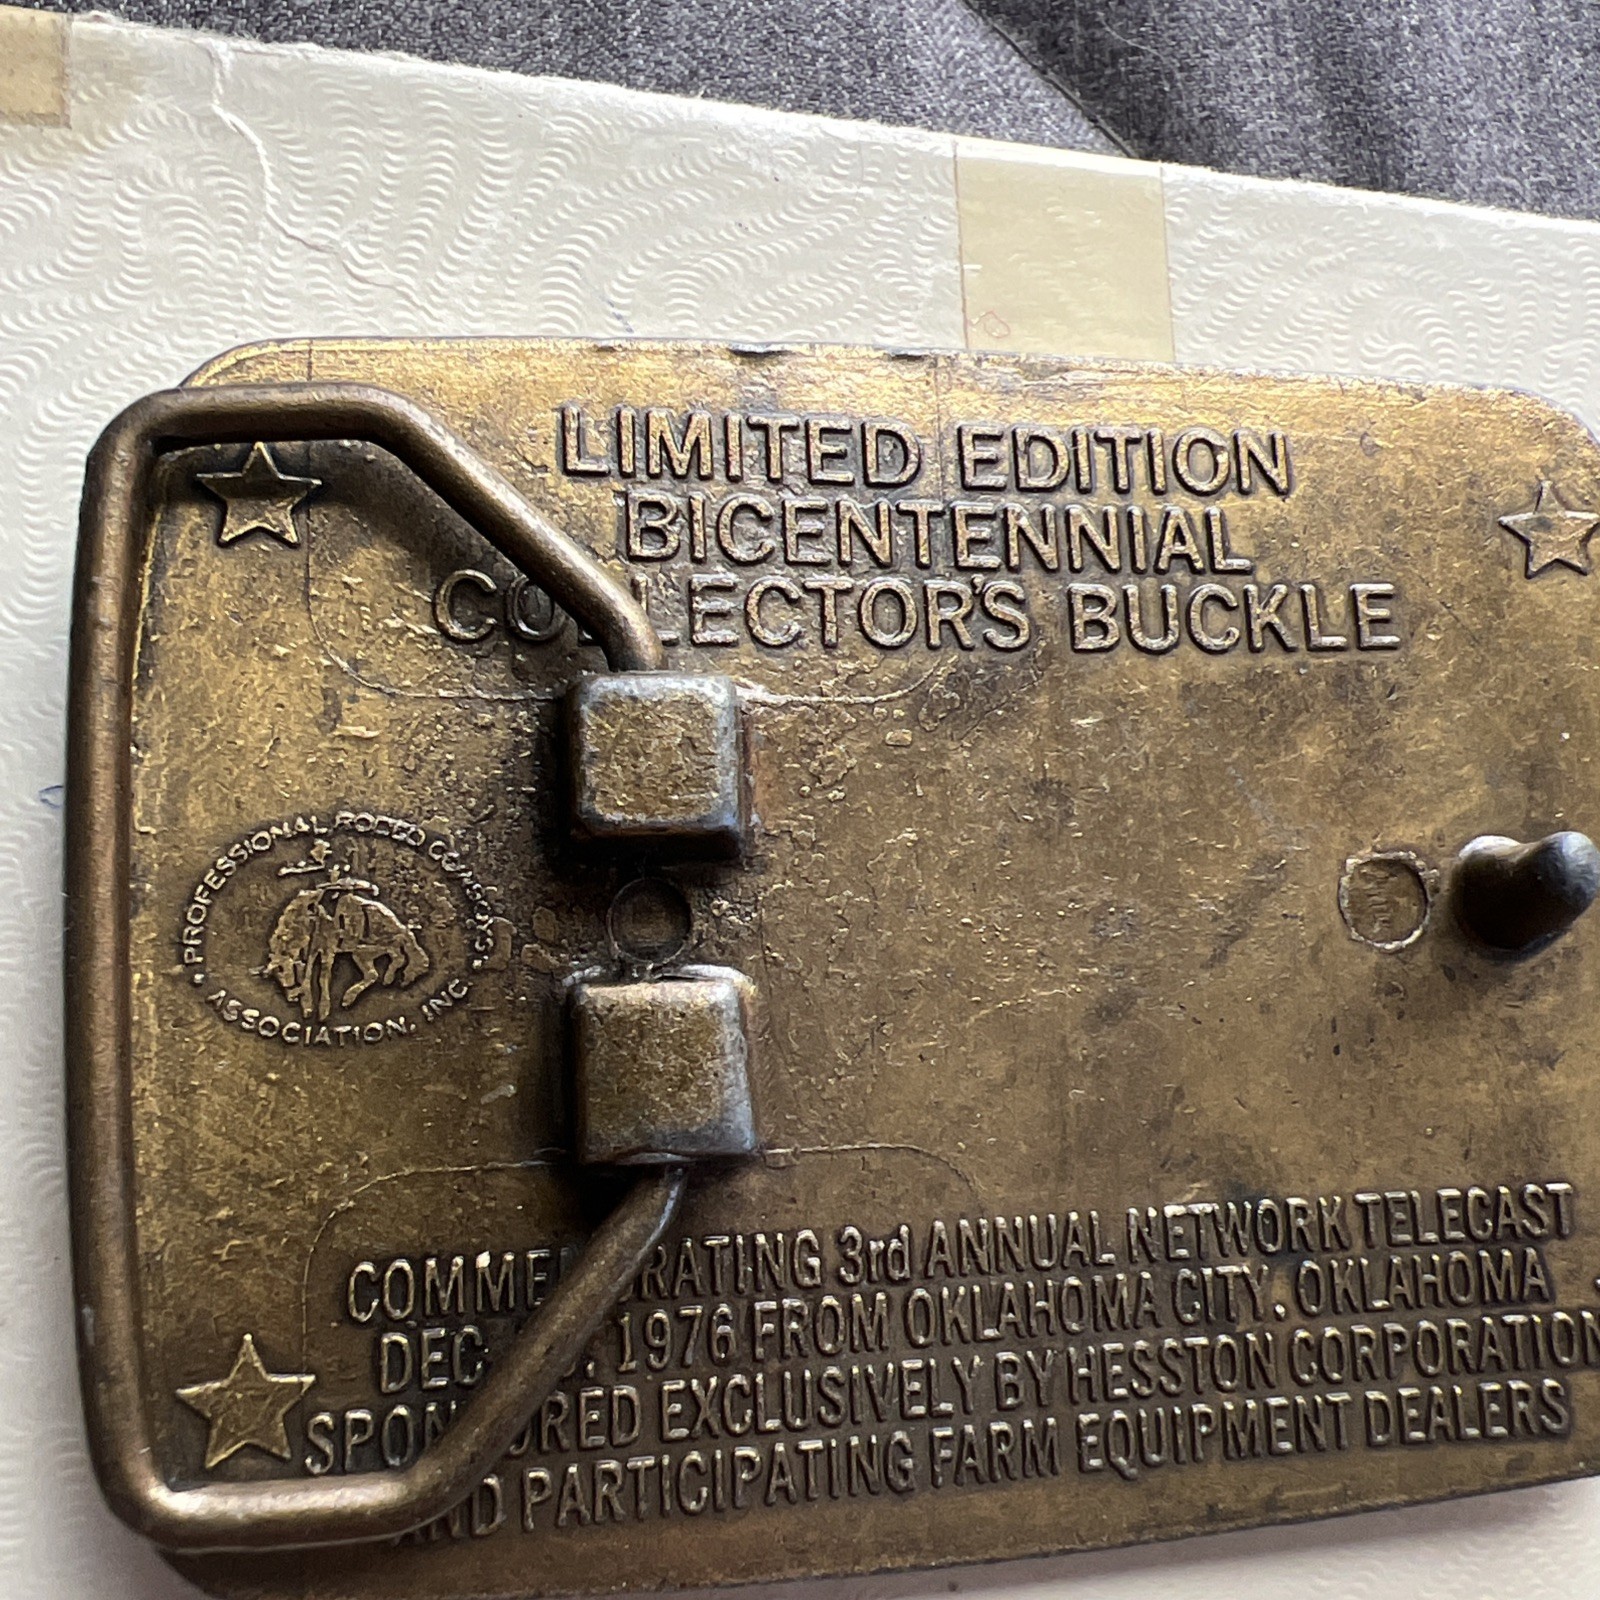 LIMITED EDITION
BICENTENNIAL
COLLECTOR'S BUCKLE
PROFESSIONAL RODEO COWBOYS
ASSOCIATION, INC.
COMMEMORATING 3rd ANNUAL NETWORK TELECAST
DEC. 1976 FROM OKLAHOMA CITY, OKLAHOMA
SPONSORED EXCLUSIVELY BY HESSTON CORPORATION
AND PARTICIPATING FARM EQUIPMENT DEALERS